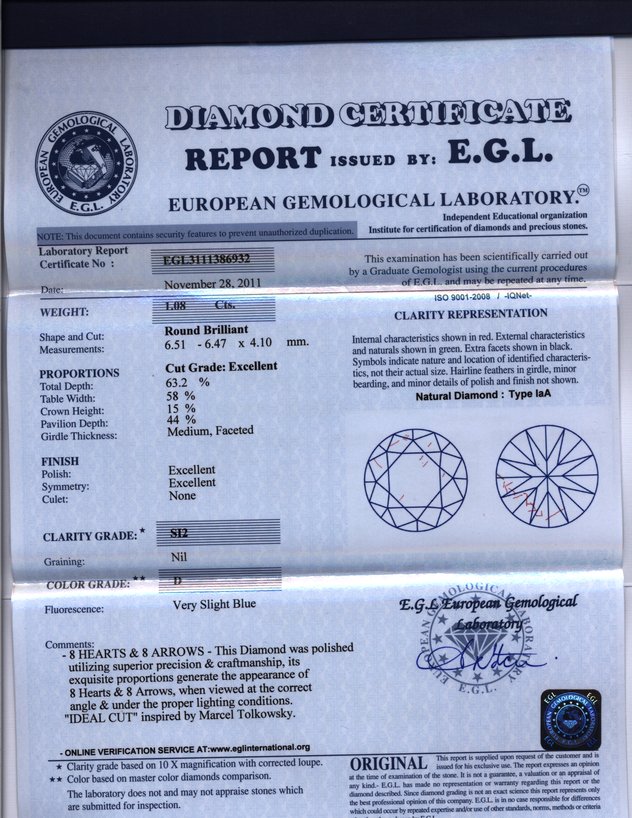 DIAMOND CERTIFICATE
REPORT ISSUED BY: E.G.L.
EUROPEAN GEMOLOGICAL LABORATORY.™
EUROPEAN GEMOLOGICAL LABORATORY
E.G.L.
Independent Educational organization
Institute for certification of diamonds and precious stones.
NOTE: This document contains security features to prevent unauthorized duplication.
Laboratory Report
Certificate No : EGL3111386932
Date: November 28, 2011
WEIGHT: 1.08 Cts.
Shape and Cut: Round Brilliant
Measurements: 6.51 - 6.47 x 4.10 mm.
PROPORTIONS Cut Grade: Excellent
Total Depth: 63.2 %
Table Width: 58 %
Crown Height: 15 %
Pavilion Depth: 44 %
Girdle Thickness: Medium, Faceted
FINISH
Polish: Excellent
Symmetry: Excellent
Culet: None
CLARITY GRADE: * SI2
Graining: Nil
COLOR GRADE: ** D
Fluorescence: Very Slight Blue
Comments:
- 8 HEARTS & 8 ARROWS - This Diamond was polished
utilizing superior precision & craftmanship, its
exquisite proportions generate the appearance of
8 Hearts & 8 Arrows, when viewed at the correct
angle & under the proper lighting conditions.
"IDEAL CUT" inspired by Marcel Tolkowsky.
- ONLINE VERIFICATION SERVICE AT:www.eglinternational.org
★ Clarity grade based on 10 X magnification with corrected loupe.
★★ Color based on master color diamonds comparison.
The laboratory does not and may not appraise stones which
are submitted for inspection.
This examination has been scientifically carried out
by a Graduate Gemologist using the current procedures
of E.G.L. and may be repeated at any time.
ISO 9001-2008 / -IQNet-
CLARITY REPRESENTATION
Internal characteristics shown in red. External characteristics
and naturals shown in green. Extra facets shown in black.
Symbols indicate nature and location of identified characteris-
tics, not their actual size. Hairline feathers in girdle, minor
bearding, and minor details of polish and finish not shown.
Natural Diamond : Type IaA
E.G.L European Gemological
Laboratory
EUROPEAN GEMOLOGICAL LABORATORY
E.G.L.
EGL EGL
ORIGINAL This report is supplied upon request of the customer and is
issued for his exclusive use. The report expresses an opinion
at the time of examination of the stone. It is not a guarantee, a valuation or an appraisal of
any kind.- E.G.L. has made no representation or warranty regarding this report or the
diamond described. Since diamond grading is not an exact science this report represents only
the best professional opinion of this company. E.G.L. is in no case responsible for differences
which could occur by repeated expertise and/or use of other standards, norms, methods or criteria